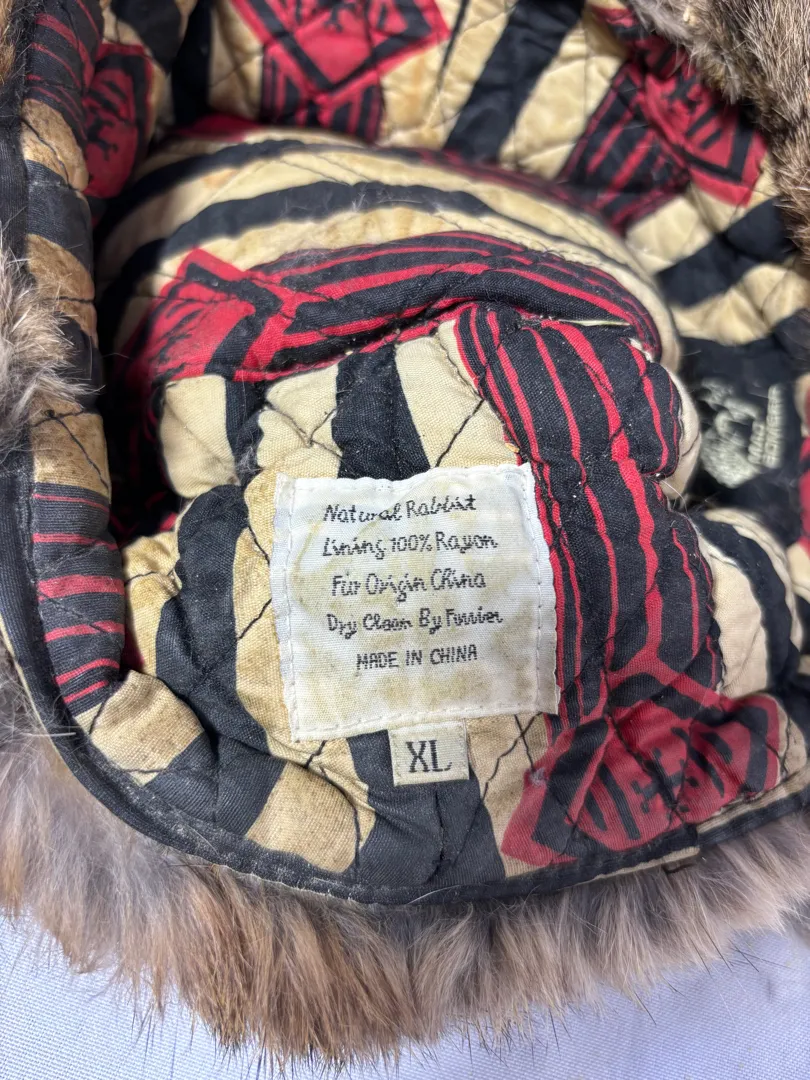 Natural Rabbit
Lining 100% Rayon
Fur Origin China
Dry Clean By Furrier
MADE IN CHINA
XL